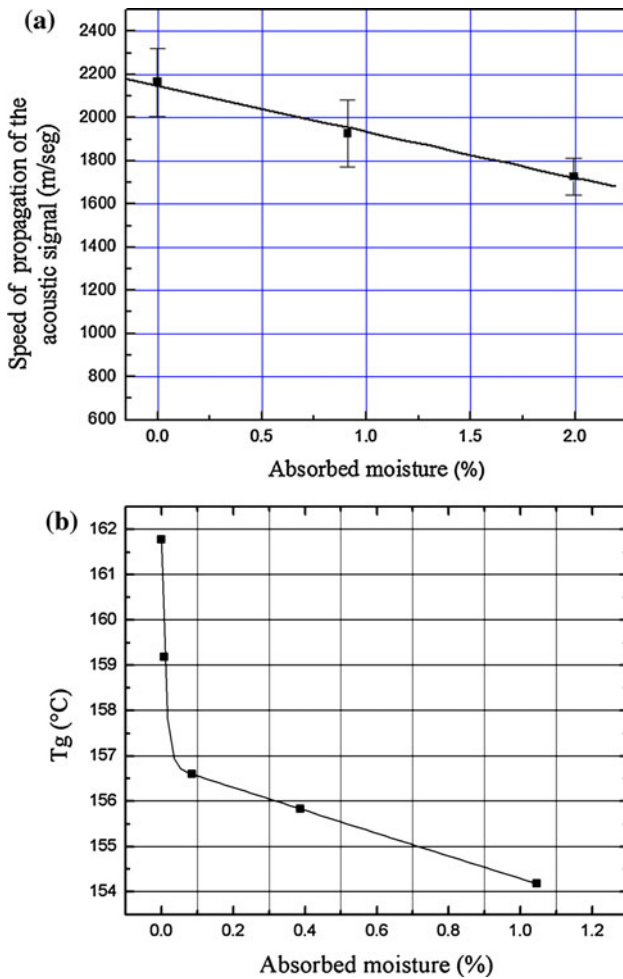 (a)
2400
2200
2000
1800
1600
1400
1200
1000
800
600
Speed of propagation of the
acoustic signal (m/seg)
0.0 0.5 1.0 1.5 2.0
Absorbed moisture (%)
(b)
162
161
160
159
158
157
156
155
154
Tg (°C)
0.0 0.2 0.4 0.6 0.8 1.0 1.2
Absorbed moisture (%)